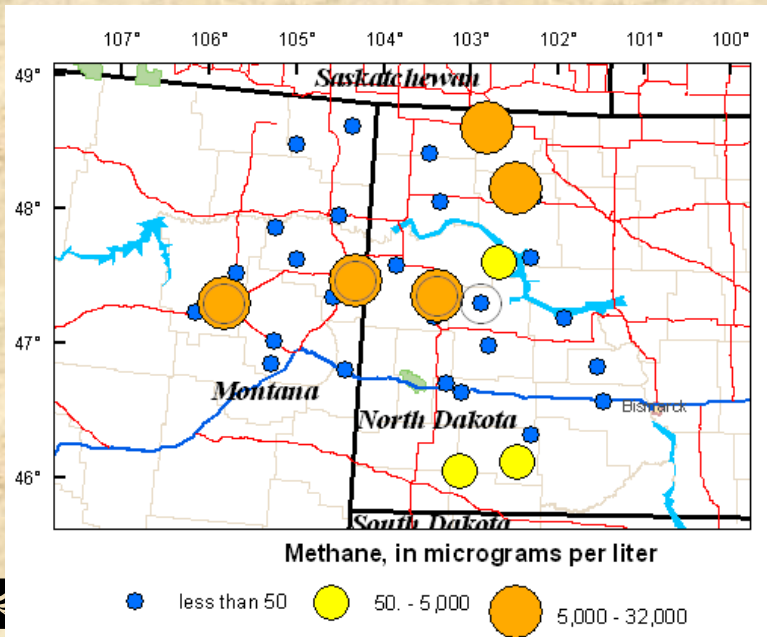 107° 106° 105° 104° 103° 102° 101° 100°
49°
Saskatchewan
48°
47°
Montana
Bismarck
North Dakota
46°
South Dakota
Methane, in micrograms per liter
less than 50 50. - 5,000 5,000 - 32,000